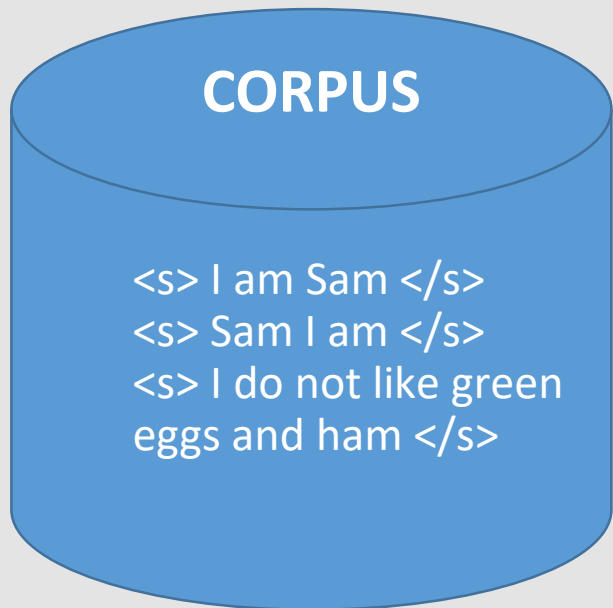 CORPUS
<s> I am Sam </s>
<s> Sam I am </s>
<s> I do not like green
eggs and ham </s>